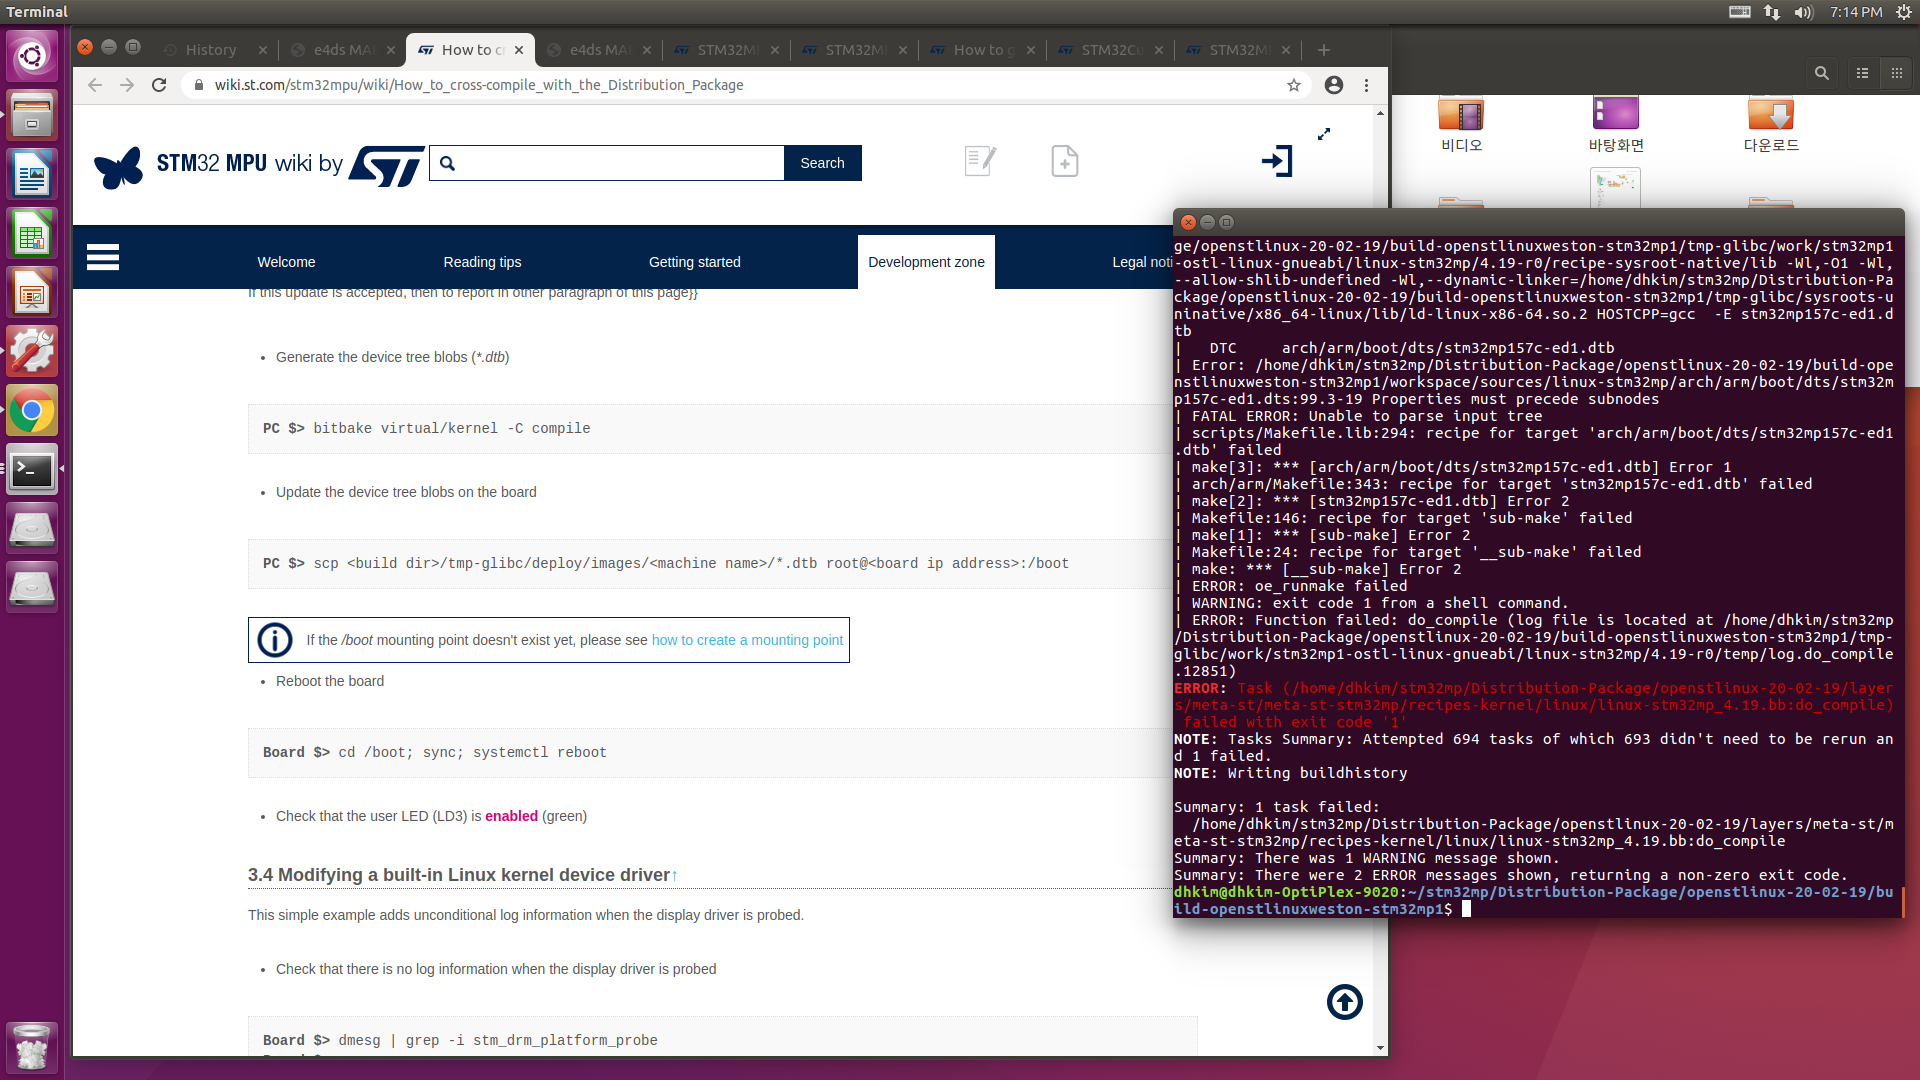 Terminal
7:14 PM
History
e4ds MA
How to c
e4ds MA
STM32M
STM32M
How to g
STM32Cu
STM32M
wiki.st.com/stm32mpu/wiki/How_to_cross-compile_with_the_Distribution_Package
STM32 MPU wiki by
Search
Welcome
Reading tips
Getting started
Development zone
Legal noti
If this update is accepted, then to report in other paragraph of this page}}
• Generate the device tree blobs (*.dtb)
PC $> bitbake virtual/kernel -C compile
• Update the device tree blobs on the board
PC $> scp <build dir>/tmp-glibc/deploy/images/<machine name>/*.dtb root@<board ip address>:/boot
If the /boot mounting point doesn't exist yet, please see how to create a mounting point
• Reboot the board
Board $> cd /boot; sync; systemctl reboot
• Check that the user LED (LD3) is enabled (green)
3.4 Modifying a built-in Linux kernel device driver↑
This simple example adds unconditional log information when the display driver is probed.
• Check that there is no log information when the display driver is probed
Board $> dmesg | grep -i stm_drm_platform_probe
비디오
바탕화면
다운로드
ge/openstlinux-20-02-19/build-openstlinuxweston-stm32mp1/tmp-glibc/work/stm32mp1
-ostl-linux-gnueabi/linux-stm32mp/4.19-r0/recipe-sysroot-native/lib -Wl,-O1 -Wl,
--allow-shlib-undefined -Wl,--dynamic-linker=/home/dhkim/stm32mp/Distribution-Pa
ckage/openstlinux-20-02-19/build-openstlinuxweston-stm32mp1/tmp-glibc/sysroots-u
ninative/x86_64-linux/lib/ld-linux-x86-64.so.2 HOSTCPP=gcc  -E stm32mp157c-ed1.d
tb
|   DTC     arch/arm/boot/dts/stm32mp157c-ed1.dtb
| Error: /home/dhkim/stm32mp/Distribution-Package/openstlinux-20-02-19/build-ope
nstlinuxweston-stm32mp1/workspace/sources/linux-stm32mp/arch/arm/boot/dts/stm32m
p157c-ed1.dts:99.3-19 Properties must precede subnodes
| FATAL ERROR: Unable to parse input tree
| scripts/Makefile.lib:294: recipe for target 'arch/arm/boot/dts/stm32mp157c-ed1
.dtb' failed
| make[3]: *** [arch/arm/boot/dts/stm32mp157c-ed1.dtb] Error 1
| arch/arm/Makefile:343: recipe for target 'stm32mp157c-ed1.dtb' failed
| make[2]: *** [stm32mp157c-ed1.dtb] Error 2
| Makefile:146: recipe for target 'sub-make' failed
| make[1]: *** [sub-make] Error 2
| Makefile:24: recipe for target '__sub-make' failed
| make: *** [__sub-make] Error 2
| ERROR: oe_runmake failed
| WARNING: exit code 1 from a shell command.
| ERROR: Function failed: do_compile (log file is located at /home/dhkim/stm32mp
/Distribution-Package/openstlinux-20-02-19/build-openstlinuxweston-stm32mp1/tmp-
glibc/work/stm32mp1-ostl-linux-gnueabi/linux-stm32mp/4.19-r0/temp/log.do_compile
.12851)
ERROR: Task (/home/dhkim/stm32mp/Distribution-Package/openstlinux-20-02-19/layer
s/meta-st/meta-st-stm32mp/recipes-kernel/linux/linux-stm32mp_4.19.bb:do_compile)
 failed with exit code '1'
NOTE: Tasks Summary: Attempted 694 tasks of which 693 didn't need to be rerun an
d 1 failed.
NOTE: Writing buildhistory
Summary: 1 task failed:
  /home/dhkim/stm32mp/Distribution-Package/openstlinux-20-02-19/layers/meta-st/m
eta-st-stm32mp/recipes-kernel/linux/linux-stm32mp_4.19.bb:do_compile
Summary: There was 1 WARNING message shown.
Summary: There were 2 ERROR messages shown, returning a non-zero exit code.
dhkim@dhkim-OptiPlex-9020:~/stm32mp/Distribution-Package/openstlinux-20-02-19/bu
ild-openstlinuxweston-stm32mp1$